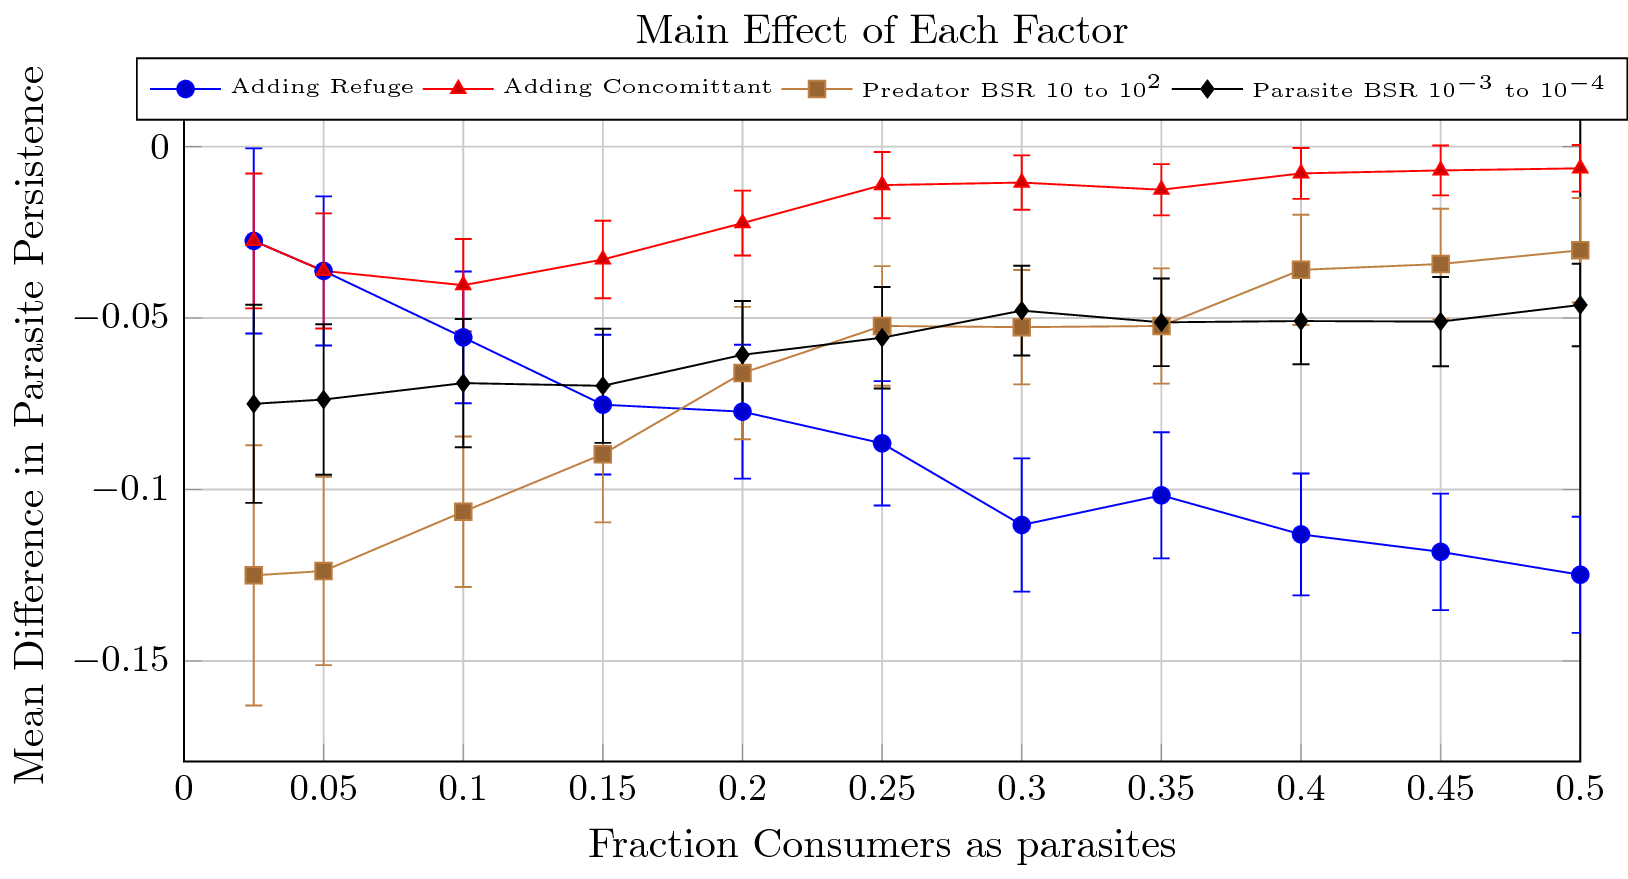 Main Effect of Each Factor
Adding Refuge Adding Concomittant Predator BSR 10 to 10² Parasite BSR 10⁻³ to 10⁻⁴
Mean Difference in Parasite Persistence
0
−0.05
−0.1
−0.15
0 0.05 0.1 0.15 0.2 0.25 0.3 0.35 0.4 0.45 0.5
Fraction Consumers as parasites